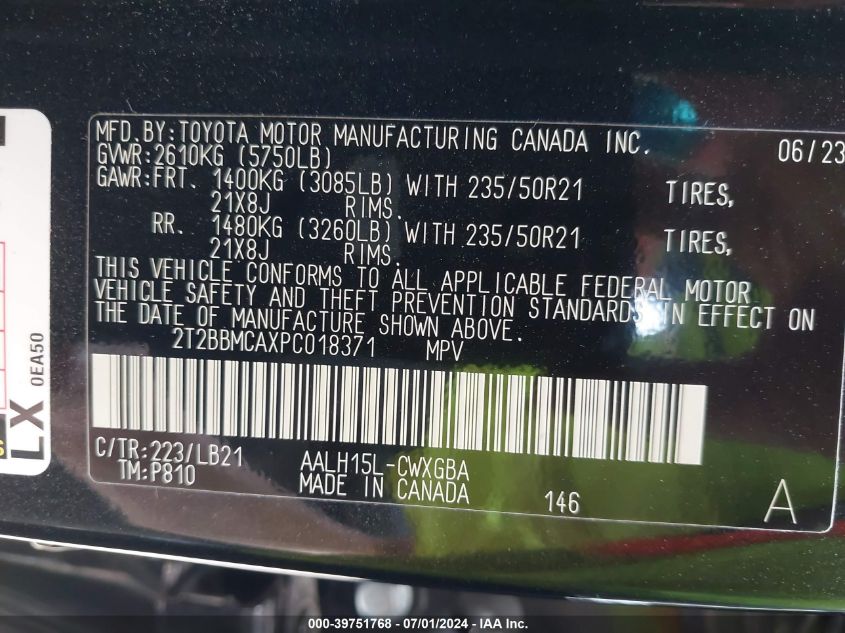 MFD.BY:TOYOTA MOTOR MANUFACTURING CANADA INC. 06/23
GVWR:2610KG (5750LB)
GAWR:FRT. 1400KG (3085LB) WITH 235/50R21 TIRES,
21X8J RIMS.
RR. 1480KG (3260LB) WITH 235/50R21 TIRES,
21X8J RIMS.
THIS VEHICLE CONFORMS TO ALL APPLICABLE FEDERAL MOTOR
VEHICLE SAFETY AND THEFT PREVENTION STANDARDS IN EFFECT ON
THE DATE OF MANUFACTURE SHOWN ABOVE.
2T2BBMCAXPC018371 MPV
C/TR:223/LB21 AALH15L-CWXGBA
TM:P810 MADE IN CANADA 146 A
LX
0EA50
000-39751768 - 07/01/2024 - IAA Inc.